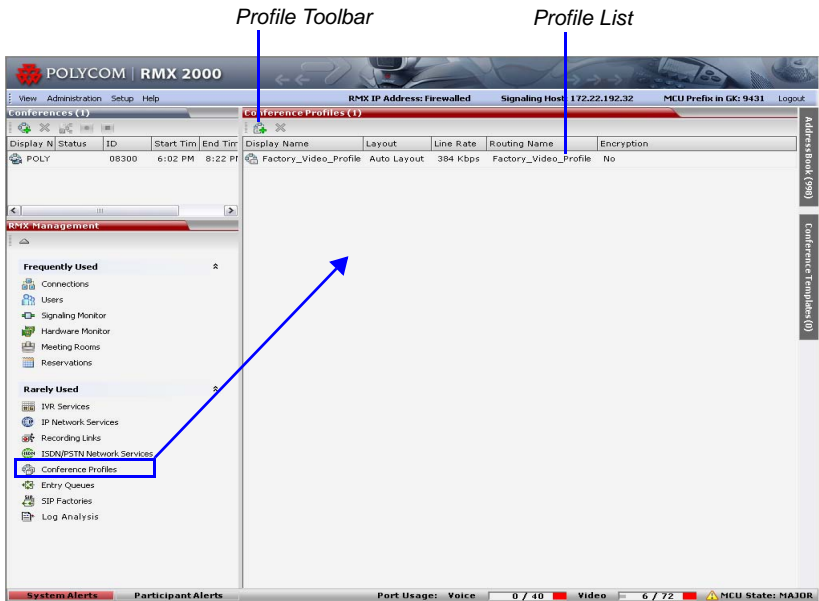 Profile Toolbar
Profile List
POLYCOM | RMX 2000
View Administration Setup Help RMX IP Address: Firewalled Signaling Host: 172.22.192.32 MCU Prefix in GK: 9431 Logout
Conferences (1)
Display N Status ID Start Tim End Tim
POLY 08300 6:02 PM 8:22 PM
Conference Profiles (1)
Display Name Layout Line Rate Routing Name Encryption
Factory_Video_Profile Auto Layout 384 Kbps Factory_Video_Profile No
Address Book (998)
Conference Templates (0)
RMX Management
Frequently Used
Connections
Users
Signaling Monitor
Hardware Monitor
Meeting Rooms
Reservations
Rarely Used
IVR Services
IP Network Services
Recording Links
ISDN/PSTN Network Services
Conference Profiles
Entry Queues
SIP Factories
Log Analysis
System Alerts Participant Alerts Port Usage: Voice 0 / 40 Video 6 / 72 MCU State: MAJOR